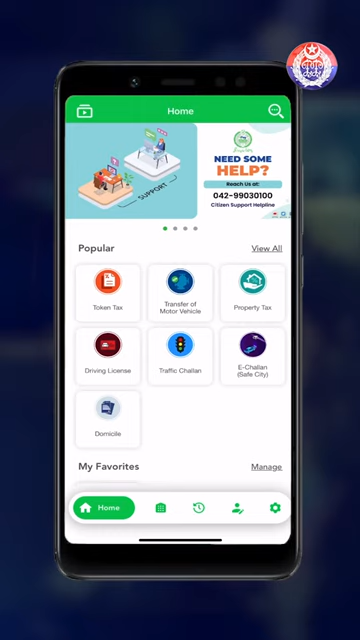 Home
SUPPORT
NEED SOME
HELP?
Reach Us at:
042-99030100
Citizen Support Helpline
Popular
View All
Token Tax
Transfer of
Motor Vehicle
Property Tax
Driving License
Traffic Challan
E-Challan
(Safe City)
Domicile
My Favorites
Manage
Home